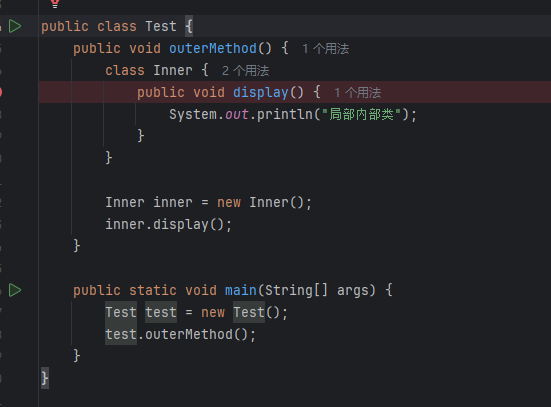 public class Test {
public void outerMethod() { 1 个用法
class Inner { 2 个用法
public void display() { 1 个用法
System.out.println("局部内部类");
}
}
Inner inner = new Inner();
inner.display();
}
public static void main(String[] args) {
Test test = new Test();
test.outerMethod();
}
}